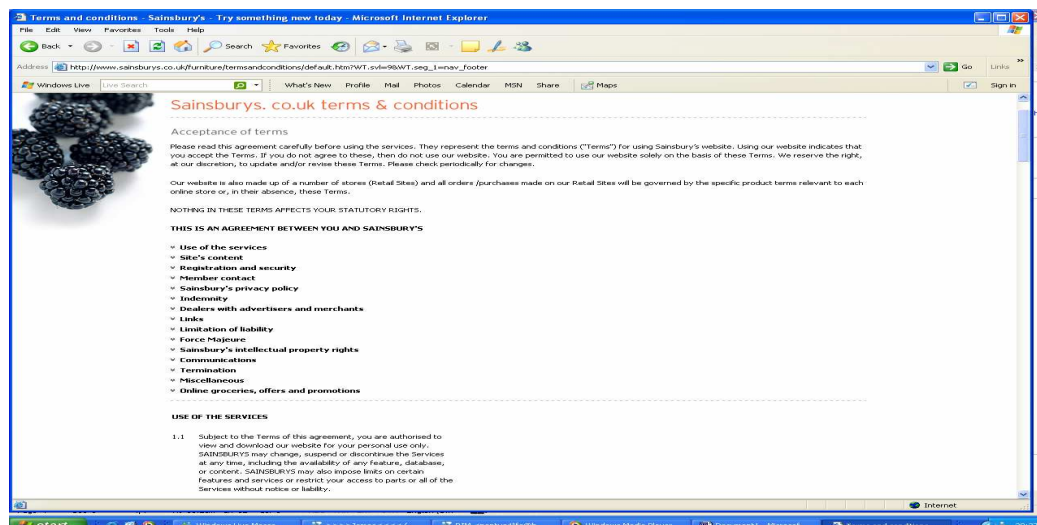 Terms and conditions - Sainsbury's - Try something new today - Microsoft Internet Explorer
File Edit View Favorites Tools Help
Back Search Favorites
Address http://www.sainsburys.co.uk/furniture/termsandconditions/default.htm?WT.svl=9&WT.seg_1=nav_footer Go Links
Windows Live Live Search What's New Profile Mail Photos Calendar MSN Share Maps Sign in
Sainsburys. co.uk terms & conditions
Acceptance of terms
Please read this agreement carefully before using the services. They represent the terms and conditions ("Terms") for using Sainsbury's website. Using our website indicates that
you accept the Terms. If you do not agree to these, then do not use our website. You are permitted to use our website solely on the basis of these Terms. We reserve the right,
at our discretion, to update and/or revise these Terms. Please check periodically for changes.
Our website is also made up of a number of stores (Retail Sites) and all orders /purchases made on our Retail Sites will be governed by the specific product terms relevant to each
online store or, in their absence, these Terms.
NOTHNG IN THESE TERMS AFFECTS YOUR STATUTORY RIGHTS.
THIS IS AN AGREEMENT BETWEEN YOU AND SAINSBURY'S
Use of the services
Site's content
Registration and security
Member contact
Sainsbury's privacy policy
Indemnity
Dealers with advertisers and merchants
Links
Limitation of liability
Force Majeure
Sainsbury's intellectual property rights
Communications
Termination
Miscellaneous
Online groceries, offers and promotions
USE OF THE SERVICES
1.1 Subject to the Terms of this agreement, you are authorised to
view and download our website for your personal use only.
SAINSBURYS may change, suspend or discontinue the Services
at any time, including the availability of any feature, database,
or content. SAINSBURYS may also impose limits on certain
features and services or restrict your access to parts or all of the
Services without notice or liability.
Internet
start